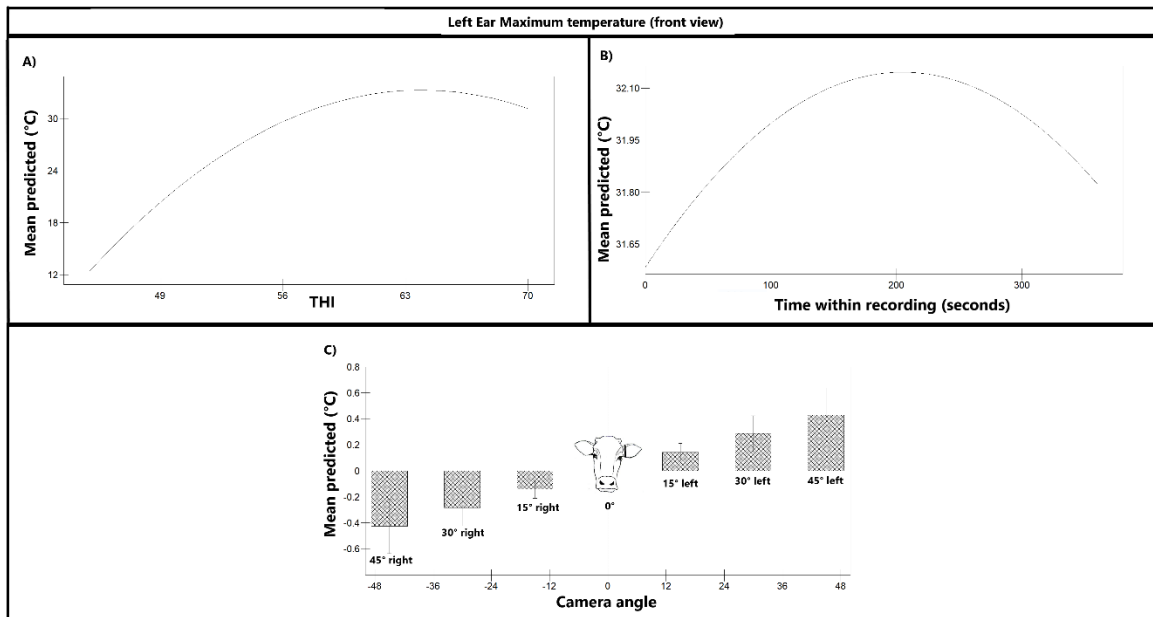 Left Ear Maximum temperature (front view)
A)
Mean predicted (°C)
30
24
18
12
49
56
63
70
THI
B)
Mean predicted (°C)
32.10
31.95
31.80
31.65
0
100
200
300
Time within recording (seconds)
C)
Mean predicted (°C)
0.8
0.6
0.4
0.2
0
-0.2
-0.4
-0.6
45° right
30° right
15° right
0°
15° left
30° left
45° left
-48
-36
-24
-12
0
12
24
36
48
Camera angle